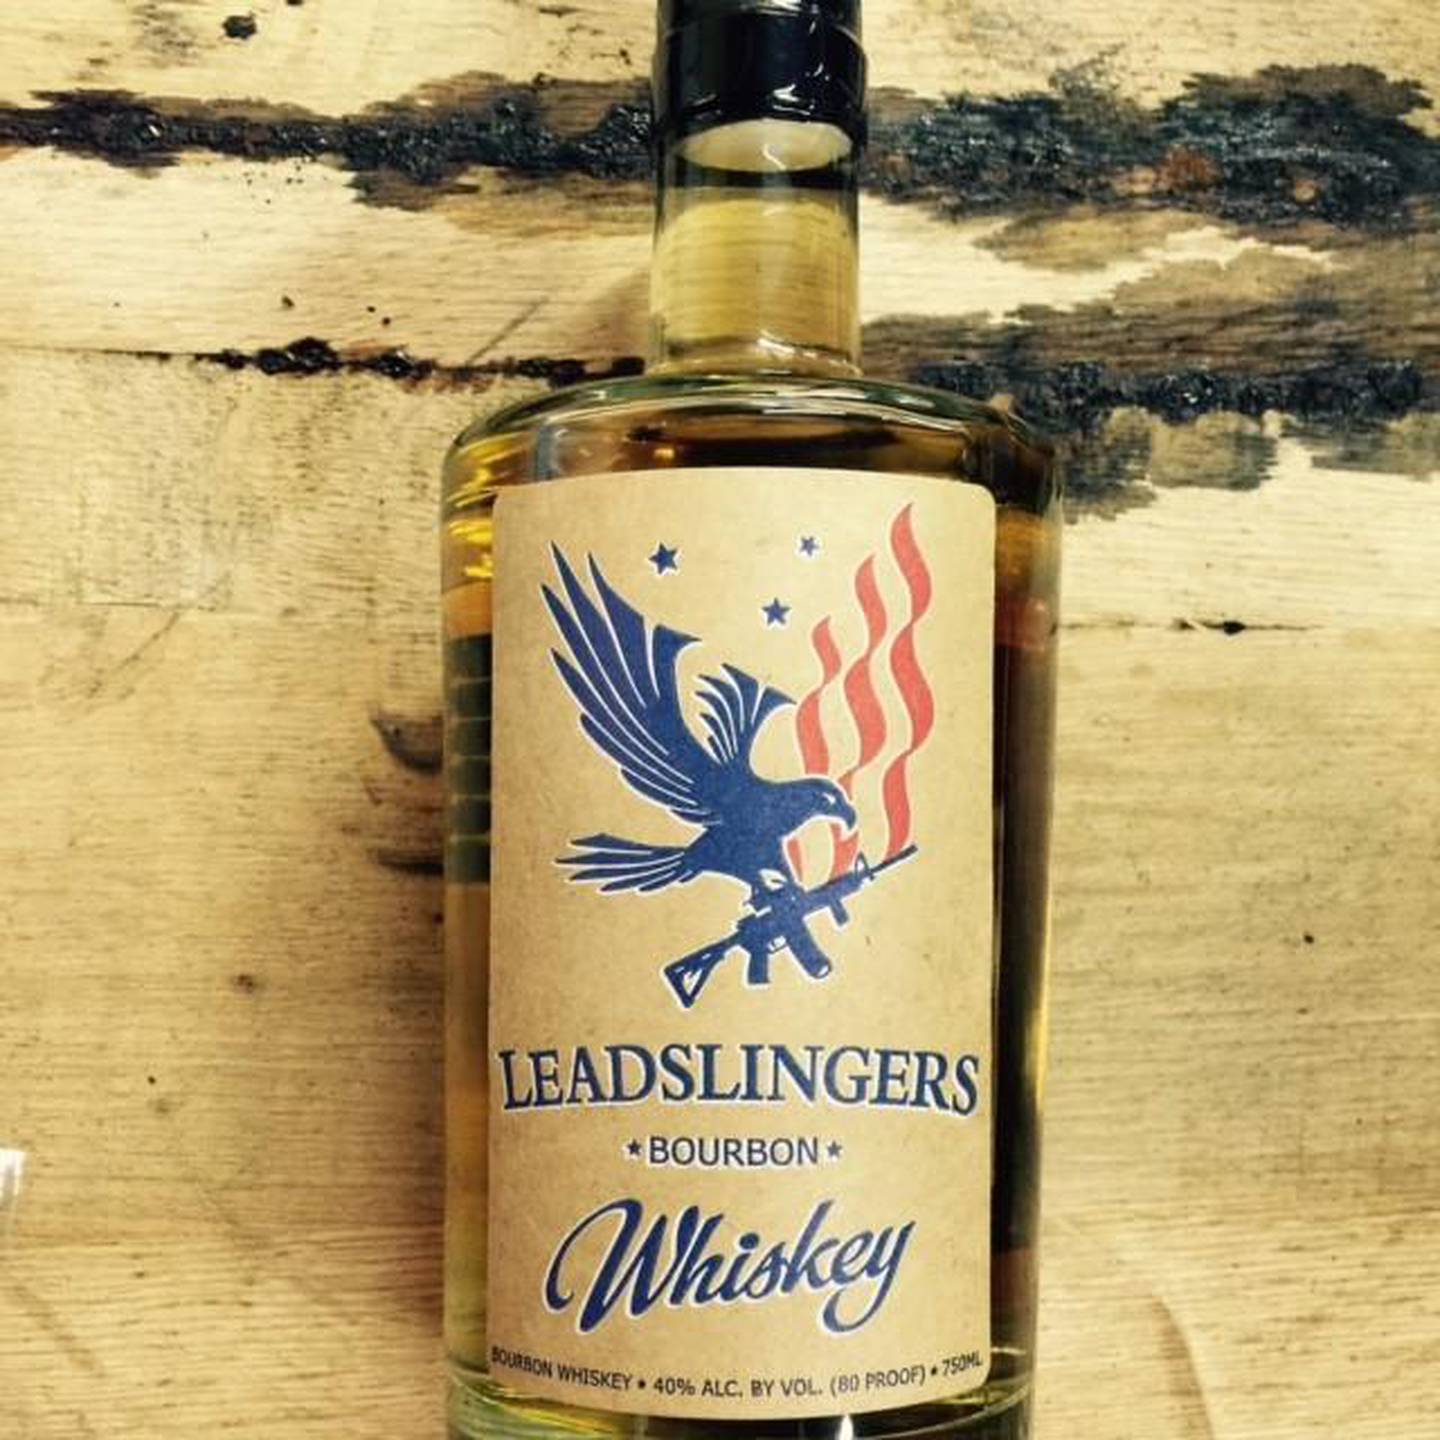 LEADSLINGERS
★BOURBON★
Whiskey
BOURBON WHISKEY ★ 40% ALC. BY VOL. (80 PROOF) ★ 750ML